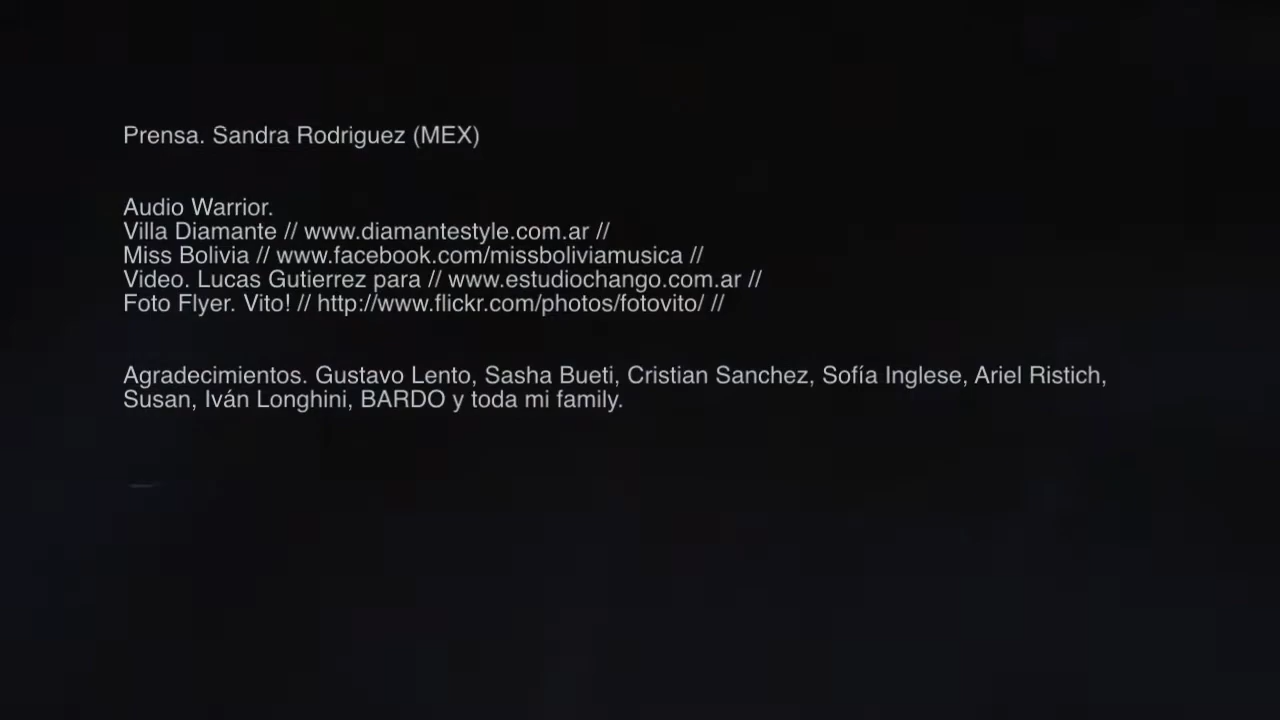 Prensa. Sandra Rodriguez (MEX)
Audio Warrior.
Villa Diamante // www.diamantestyle.com.ar //
Miss Bolivia // www.facebook.com/missboliviamusica //
Video. Lucas Gutierrez para // www.estudiochango.com.ar //
Foto Flyer. Vito! // http://www.flickr.com/photos/fotovito/ //
Agradecimientos. Gustavo Lento, Sasha Bueti, Cristian Sanchez, Sofía Inglese, Ariel Ristich,
Susan, Iván Longhini, BARDO y toda mi family.